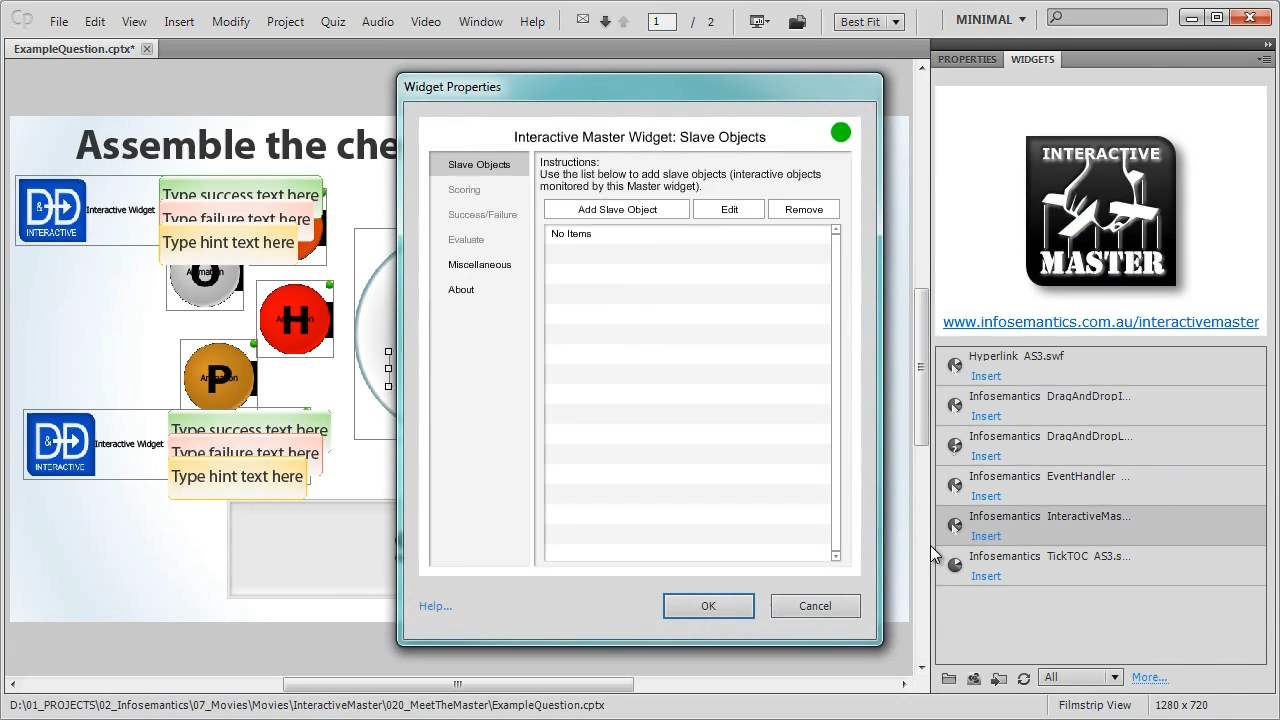 Cp File Edit View Insert Modify Project Quiz Audio Video Window Help 1 / 2 Best Fit MINIMAL
ExampleQuestion.cptx*
PROPERTIES WIDGETS
Assemble the che
D&D
INTERACTIVE
Interactive Widget
Type success text here
Type failure text here
Type hint text here
O
Animation
H
Animation
P
Animation
D&D
INTERACTIVE
Interactive Widget
Type success text here
Type failure text here
Type hint text here
Widget Properties
Interactive Master Widget: Slave Objects
Slave Objects
Scoring
Success/Failure
Evaluate
Miscellaneous
About
Instructions:
Use the list below to add slave objects (interactive objects
monitored by this Master widget).
Add Slave Object Edit Remove
No Items
Help... OK Cancel
INTERACTIVE
MASTER
www.infosemantics.com.au/interactivemaster
Hyperlink AS3.swf
Insert
Infosemantics DragAndDropI...
Insert
Infosemantics DragAndDropL...
Insert
Infosemantics EventHandler ...
Insert
Infosemantics InteractiveMas...
Insert
Infosemantics TickTOC AS3.s...
Insert
All More...
D:\01_PROJECTS\02_Infosemantics\07_Movies\Movies\InteractiveMaster\020_MeetTheMaster\ExampleQuestion.cptx
Filmstrip View 1280 x 720